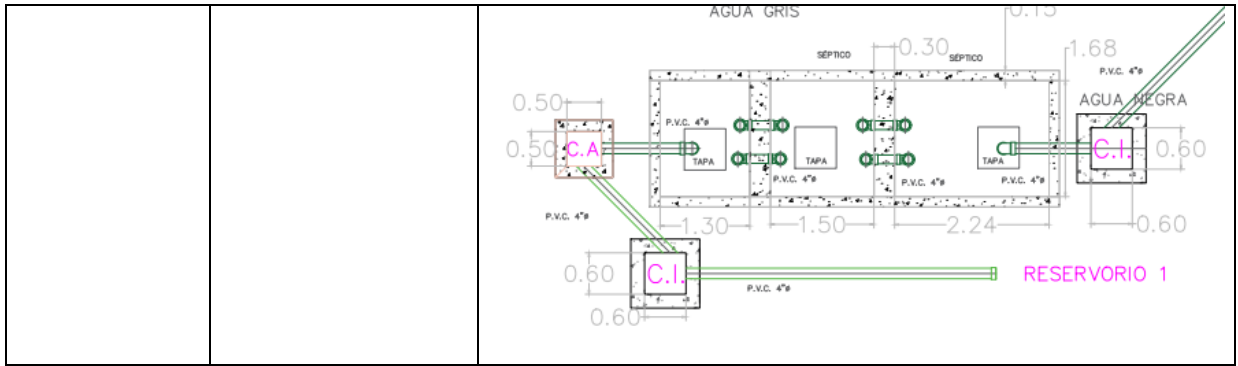 AGUA GRIS
0.15
SÉPTICO
0.30
SÉPTICO
1.68
P.V.C. 4"ø
AGUA NEGRA
0.50
P.V.C. 4"ø
0.50
C.A
TAPA
TAPA
TAPA
C.I.
0.60
P.V.C. 4"ø
P.V.C. 4"ø
P.V.C. 4"ø
P.V.C. 4"ø
1.30
1.50
2.24
0.60
0.60
C.I.
RESERVORIO 1
P.V.C. 4"ø
0.60